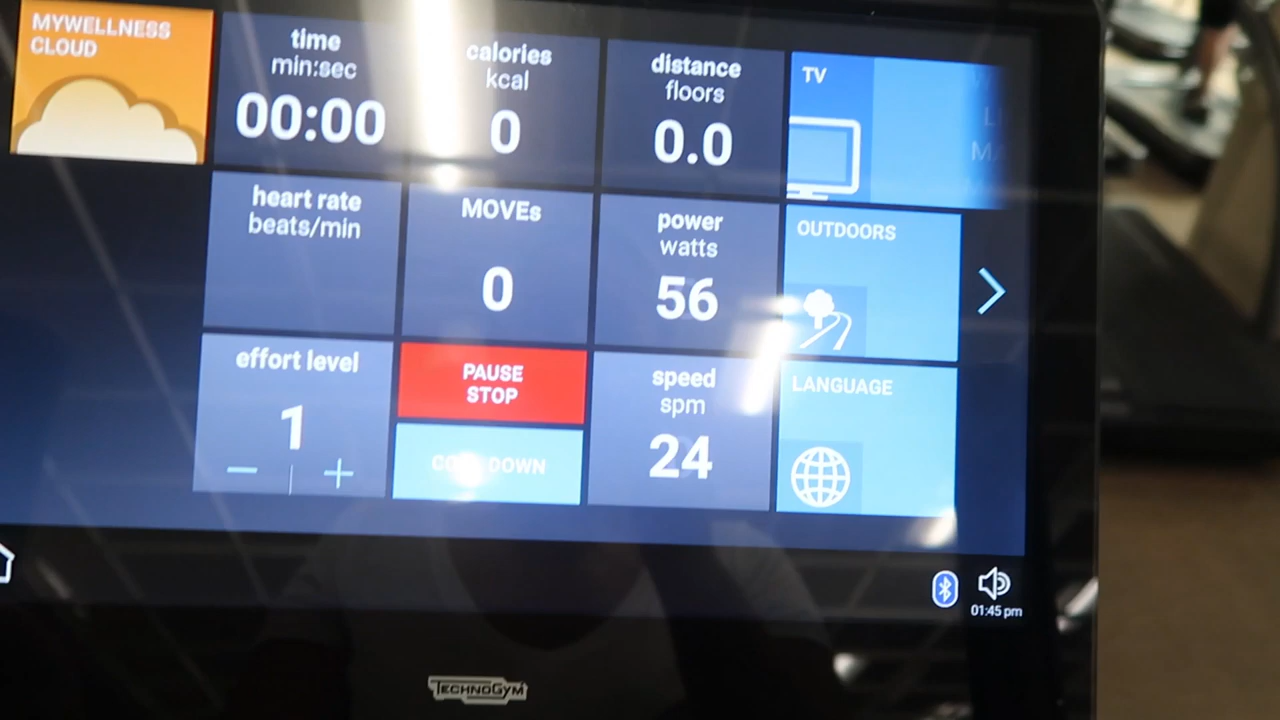 MYWELLNESS
CLOUD
time
min:sec
00:00
calories
kcal
0
distance
floors
0.0
TV
heart rate
beats/min
MOVEs
0
power
watts
56
OUTDOORS
effort level
1
− +
PAUSE
STOP
DOWN
speed
spm
24
LANGUAGE
01:45 pm
TECHNOGYM